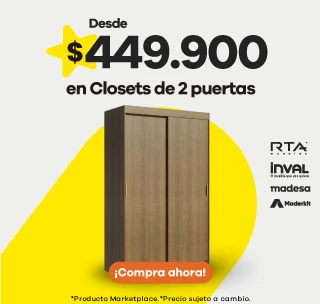 Desde
$449.900
en Closets de 2 puertas
RTA
inval
madesa
Maderkit
¡Compra ahora!
*Producto Marketplace. *Precio sujeto a cambio.